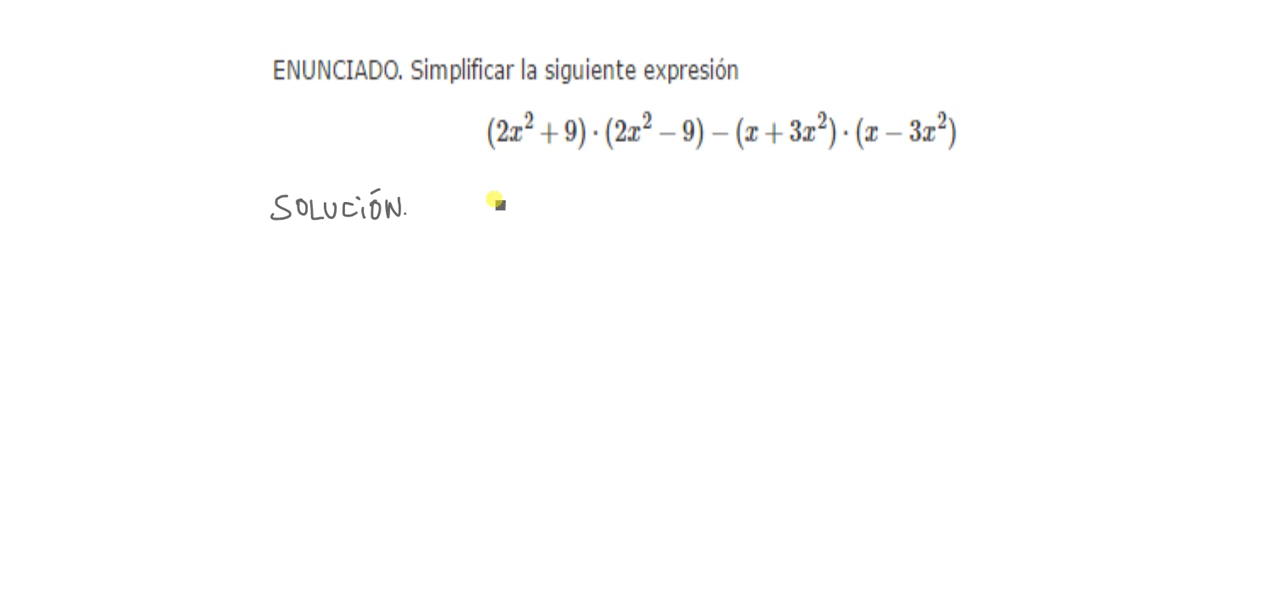 ENUNCIADO. Simplificar la siguiente expresión
(2x² + 9) · (2x² − 9) − (x + 3x²) · (x − 3x²)
SOLUCIÓN.